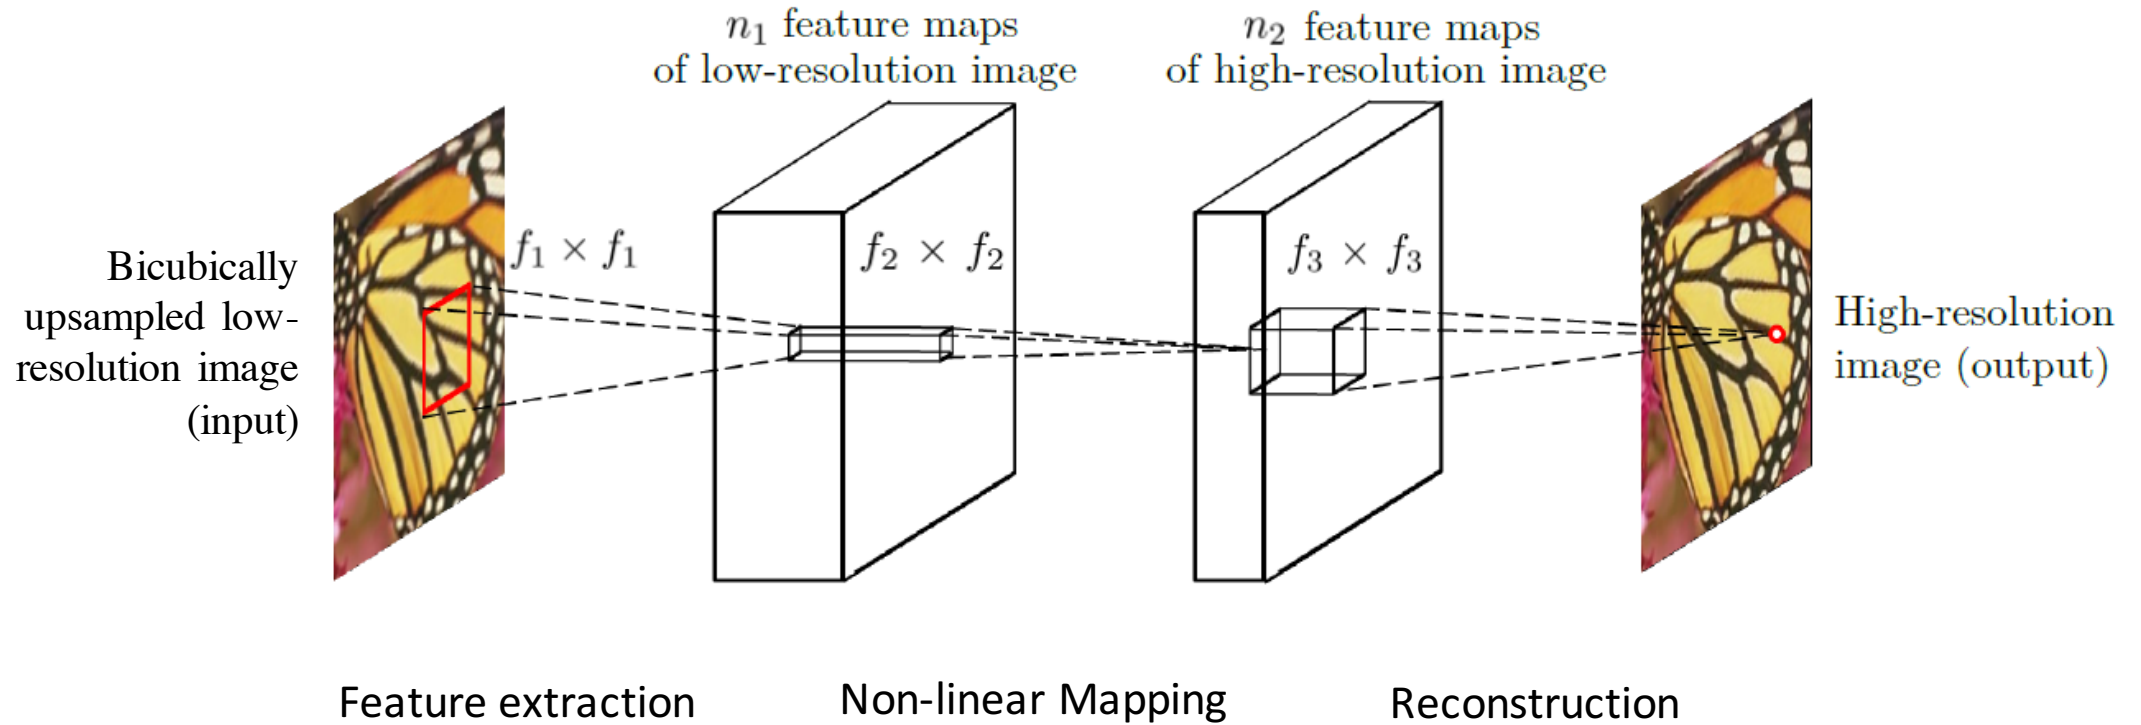 n₁ feature maps
of low-resolution image
n₂ feature maps
of high-resolution image
Bicubically
upsampled low-
resolution image
(input)
f₁ × f₁
f₂ × f₂
f₃ × f₃
High-resolution
image (output)
Feature extraction
Non-linear Mapping
Reconstruction